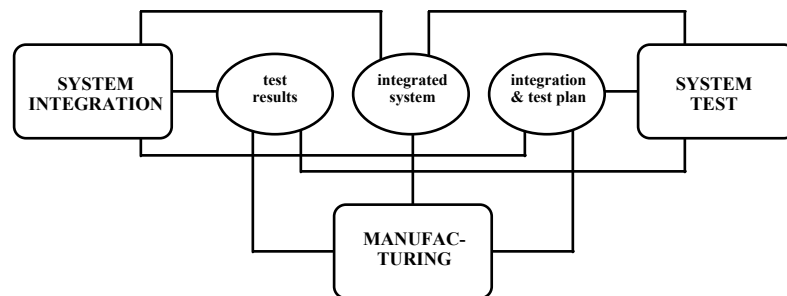 SYSTEM
INTEGRATION
test
results
integrated
system
integration
& test plan
SYSTEM
TEST
MANUFAC-
TURING